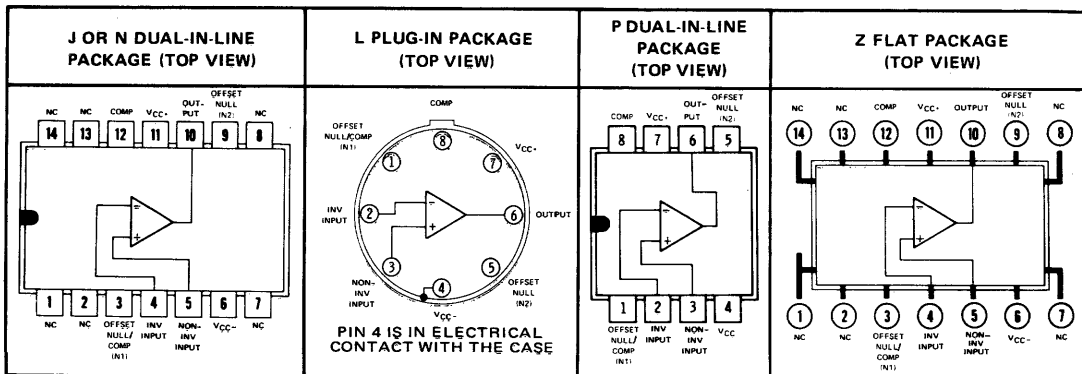 J OR N DUAL-IN-LINE
PACKAGE (TOP VIEW)
NC
NC
COMP
VCC+
OUT-
PUT
OFFSET
NULL
(N2)
NC
14
13
12
11
10
9
8
−
+
1
2
3
4
5
6
7
NC
NC
OFFSET
NULL/
COMP
(N1)
INV
INPUT
NON-
INV
INPUT
VCC−
NC
L PLUG-IN PACKAGE
(TOP VIEW)
COMP
OFFSET
NULL/COMP
(N1)
8
VCC+
1
7
INV
INPUT
2
−
+
6
OUTPUT
3
5
NON-
INV
INPUT
4
OFFSET
NULL
(N2)
VCC−
PIN 4 IS IN ELECTRICAL
CONTACT WITH THE CASE
P DUAL-IN-LINE
PACKAGE
(TOP VIEW)
COMP
VCC+
OUT-
PUT
OFFSET
NULL
(N2)
8
7
6
5
−
+
1
2
3
4
OFFSET
NULL/
COMP
(N1)
INV
INPUT
NON-
INV
INPUT
VCC
Z FLAT PACKAGE
(TOP VIEW)
NC
NC
COMP
VCC+
OUTPUT
OFFSET
NULL
(N2)
NC
14
13
12
11
10
9
8
−
+
1
2
3
4
5
6
7
NC
NC
OFFSET
NULL/
COMP
(N1)
INV
INPUT
NON-
INV
INPUT
VCC−
NC